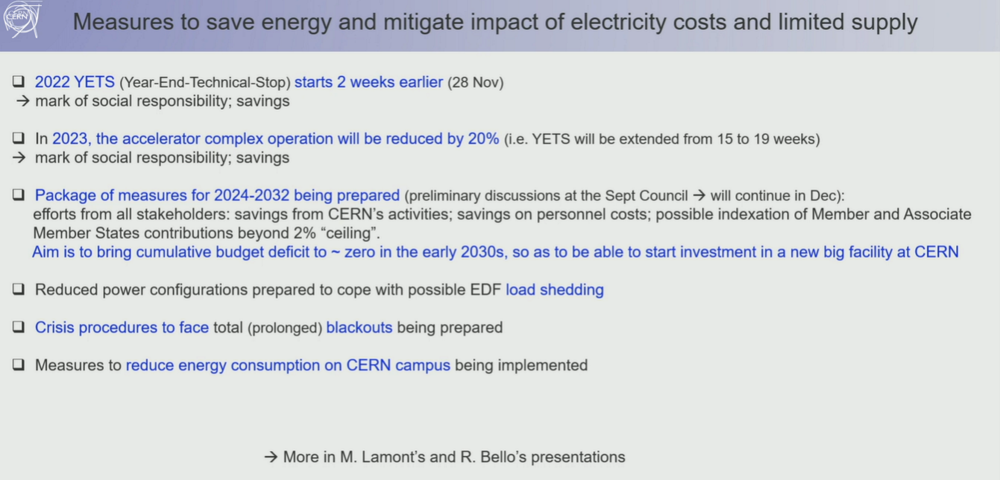 CERN
Measures to save energy and mitigate impact of electricity costs and limited supply
❑ 2022 YETS (Year-End-Technical-Stop) starts 2 weeks earlier (28 Nov)
→ mark of social responsibility; savings
❑ In 2023, the accelerator complex operation will be reduced by 20% (i.e. YETS will be extended from 15 to 19 weeks)
→ mark of social responsibility; savings
❑ Package of measures for 2024-2032 being prepared (preliminary discussions at the Sept Council → will continue in Dec):
efforts from all stakeholders: savings from CERN’s activities; savings on personnel costs; possible indexation of Member and Associate
Member States contributions beyond 2% “ceiling”.
Aim is to bring cumulative budget deficit to ~ zero in the early 2030s, so as to be able to start investment in a new big facility at CERN
❑ Reduced power configurations prepared to cope with possible EDF load shedding
❑ Crisis procedures to face total (prolonged) blackouts being prepared
❑ Measures to reduce energy consumption on CERN campus being implemented
→ More in M. Lamont’s and R. Bello’s presentations